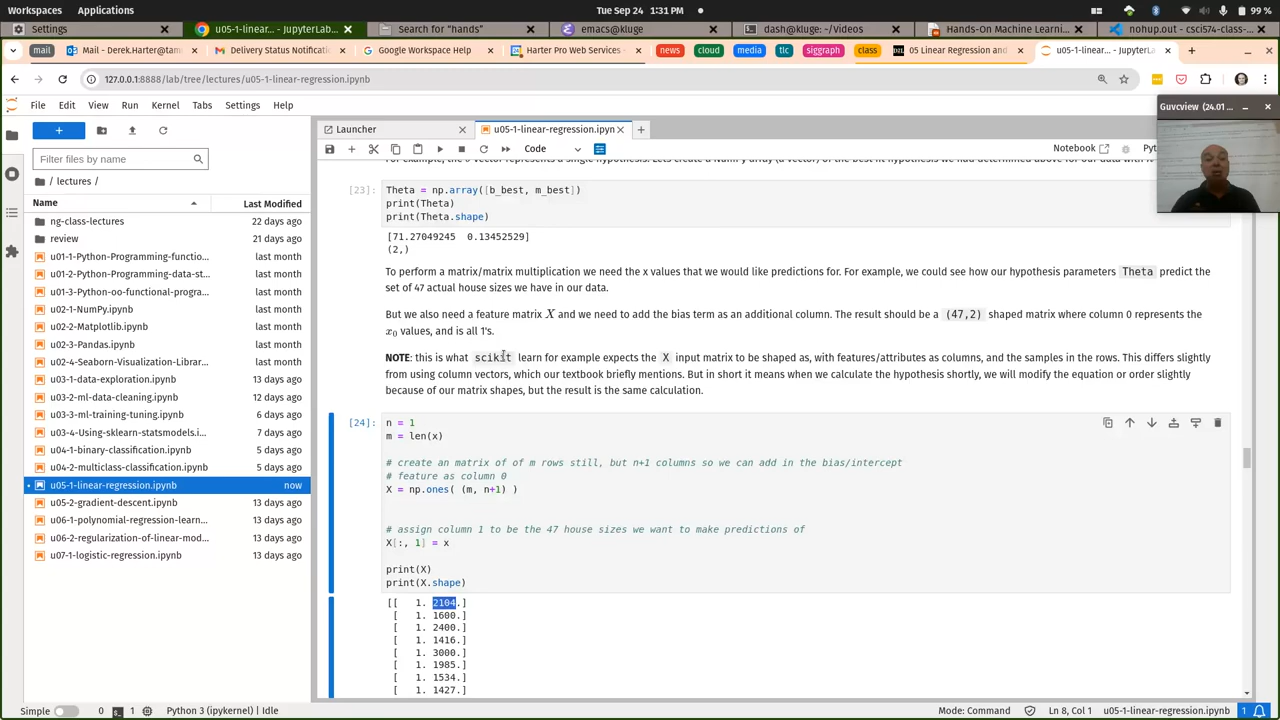 Workspaces
Applications
Tue Sep 24 1:31 PM
99 %
Settings
u05-1-linear-regression.ipynb - JupyterLab...
Search for "hands"
emacs@kluge
dash@kluge: ~/Videos
Hands-On Machine Learnin...
nohup.out - csci574-class-...
mail
Mail - Derek.Harter@tamuc...
Delivery Status Notificati...
Google Workspace Help
Harter Pro Web Services -
news
cloud
media
tlc
siggraph
class
05 Linear Regression and
u05-1-linear-regression.ip...
127.0.0.1:8888/lab/tree/lectures/u05-1-linear-regression.ipynb
File
Edit
View
Run
Kernel
Tabs
Settings
Help
Guvcview (24.01 ...
Launcher
u05-1-linear-regression.ipyn
Filter files by name
Code
Notebook
Pyt
/ lectures /
Name
Last Modified
ng-class-lectures 22 days ago
review 21 days ago
u01-1-Python-Programming-functio... last month
u01-2-Python-Programming-data-st... last month
u01-3-Python-oo-functional-progra... last month
u02-1-NumPy.ipynb last month
u02-2-Matplotlib.ipynb last month
u02-3-Pandas.ipynb last month
u02-4-Seaborn-Visualization-Librar... last month
u03-1-data-exploration.ipynb 13 days ago
u03-2-ml-data-cleaning.ipynb 13 days ago
u03-3-ml-training-tuning.ipynb 6 days ago
u03-4-Using-sklearn-statsmodels.i... 7 days ago
u04-1-binary-classification.ipynb 5 days ago
u04-2-multiclass-classification.ipynb 5 days ago
u05-1-linear-regression.ipynb now
u05-2-gradient-descent.ipynb 13 days ago
u06-1-polynomial-regression-learn... 13 days ago
u06-2-regularization-of-linear-mod... 13 days ago
u07-1-logistic-regression.ipynb 13 days ago
[23]:
Theta = np.array([b_best, m_best])
print(Theta)
print(Theta.shape)
[71.27049245 0.13452529]
(2,)
To perform a matrix/matrix multiplication we need the x values that we would like predictions for. For example, we could see how our hypothesis parameters Theta predict the
set of 47 actual house sizes we have in our data.
But we also need a feature matrix X and we need to add the bias term as an additional column. The result should be a (47,2) shaped matrix where column 0 represents the
x0 values, and is all 1's.
NOTE: this is what scikit learn for example expects the X input matrix to be shaped as, with features/attributes as columns, and the samples in the rows. This differs slightly
from using column vectors, which our textbook briefly mentions. But in short it means when we calculate the hypothesis shortly, we will modify the equation or order slightly
because of our matrix shapes, but the result is the same calculation.
[24]:
n = 1
m = len(x)
# create an matrix of of m rows still, but n+1 columns so we can add in the bias/intercept
# feature as column 0
X = np.ones( (m, n+1) )
# assign column 1 to be the 47 house sizes we want to make predictions of
X[:, 1] = x
print(X)
print(X.shape)
[[ 1. 2104.]
[ 1. 1600.]
[ 1. 2400.]
[ 1. 1416.]
[ 1. 3000.]
[ 1. 1985.]
[ 1. 1534.]
[ 1. 1427.]
Simple
0
1
Python 3 (ipykernel) | Idle
Mode: Command
Ln 8, Col 1
u05-1-linear-regression.ipynb
1